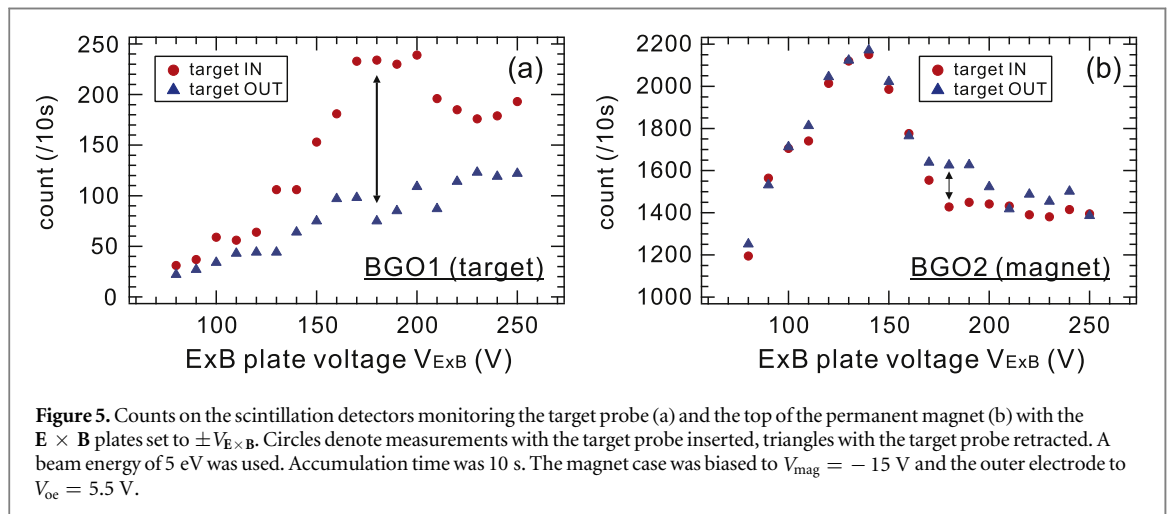 250
200
150
100
50
0
count (/10s)
target IN
target OUT
(a)
BGO1 (target)
100 150 200 250
ExB plate voltage VExB (V)
2200
2000
1800
1600
1400
1200
1000
count (/10s)
target IN
target OUT
(b)
BGO2 (magnet)
100 150 200 250
ExB plate voltage VExB (V)
Figure 5. Counts on the scintillation detectors monitoring the target probe (a) and the top of the permanent magnet (b) with the
E × B plates set to ±VE×B. Circles denote measurements with the target probe inserted, triangles with the target probe retracted. A
beam energy of 5 eV was used. Accumulation time was 10 s. The magnet case was biased to Vmag = − 15 V and the outer electrode to
Voe = 5.5 V.